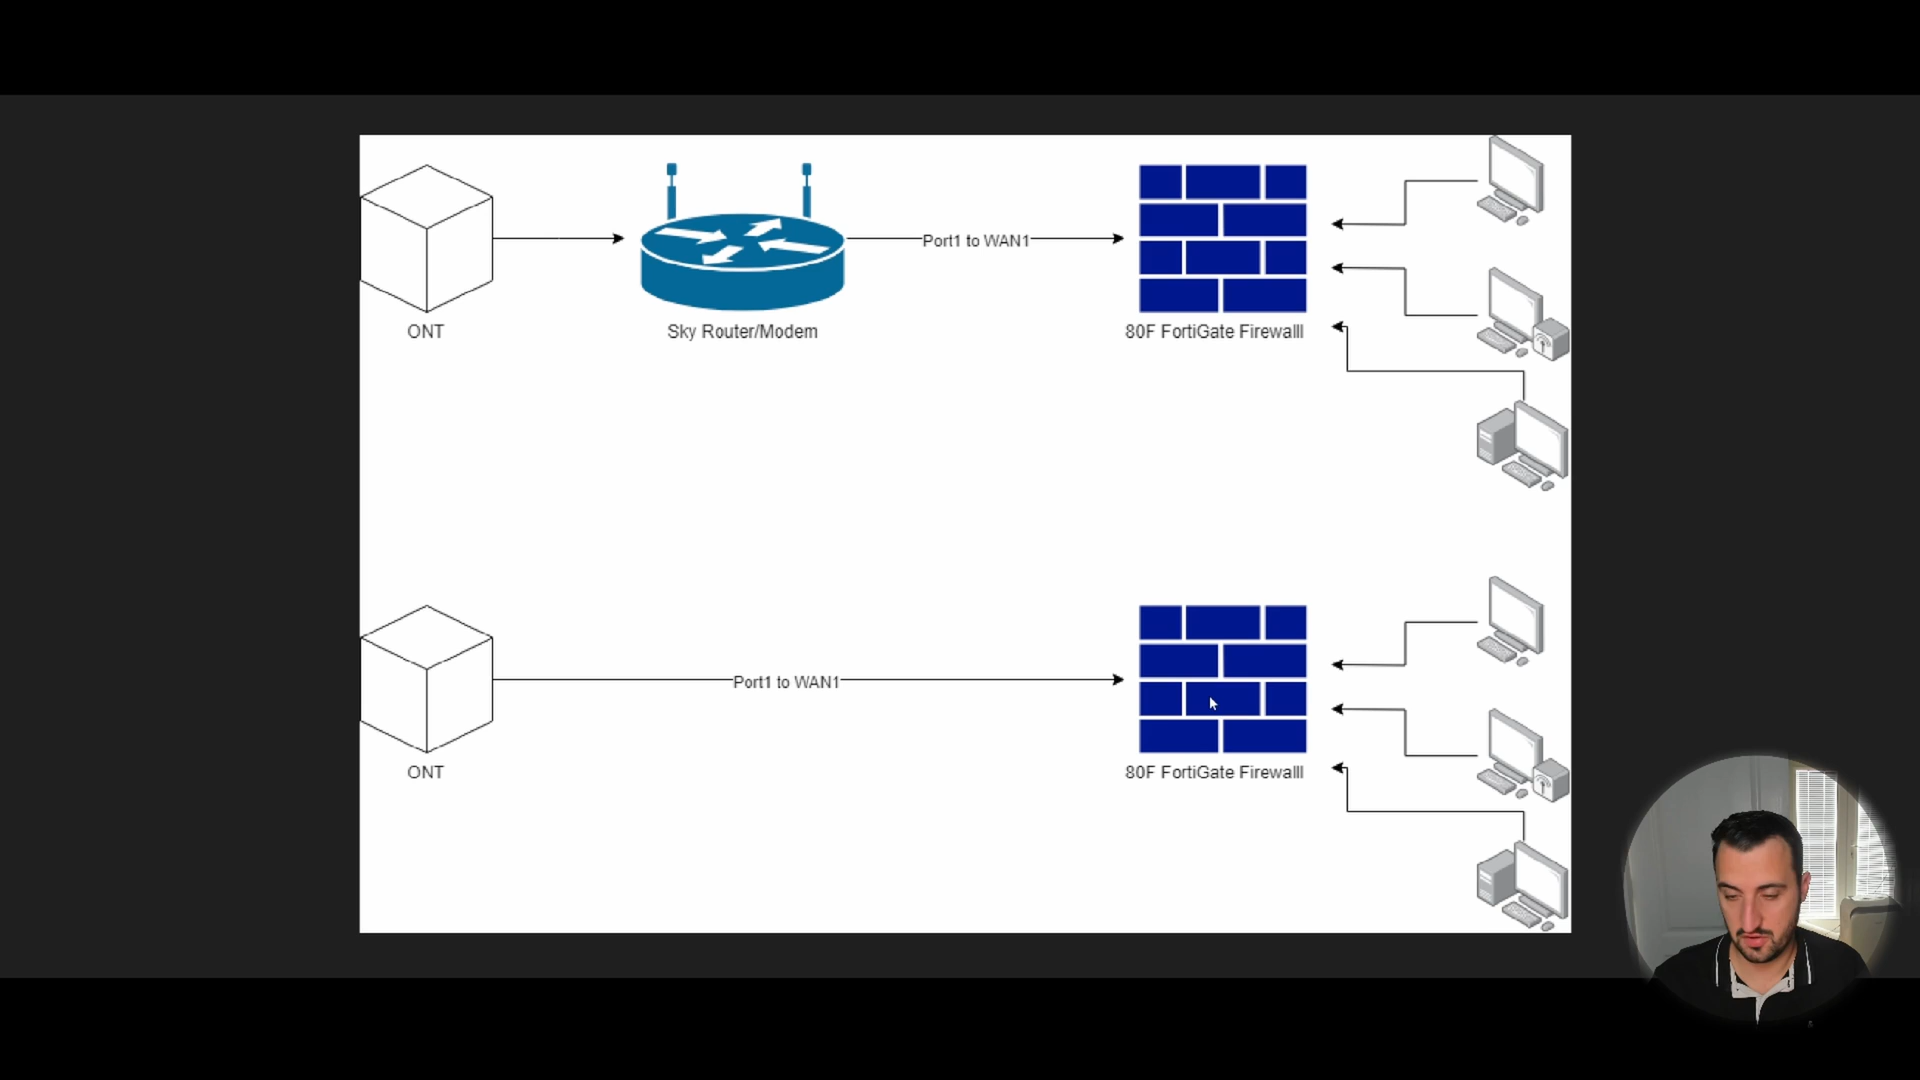 Port1 to WAN1
ONT
Sky Router/Modem
80F FortiGate Firewalll
Port1 to WAN1
ONT
80F FortiGate Firewalll